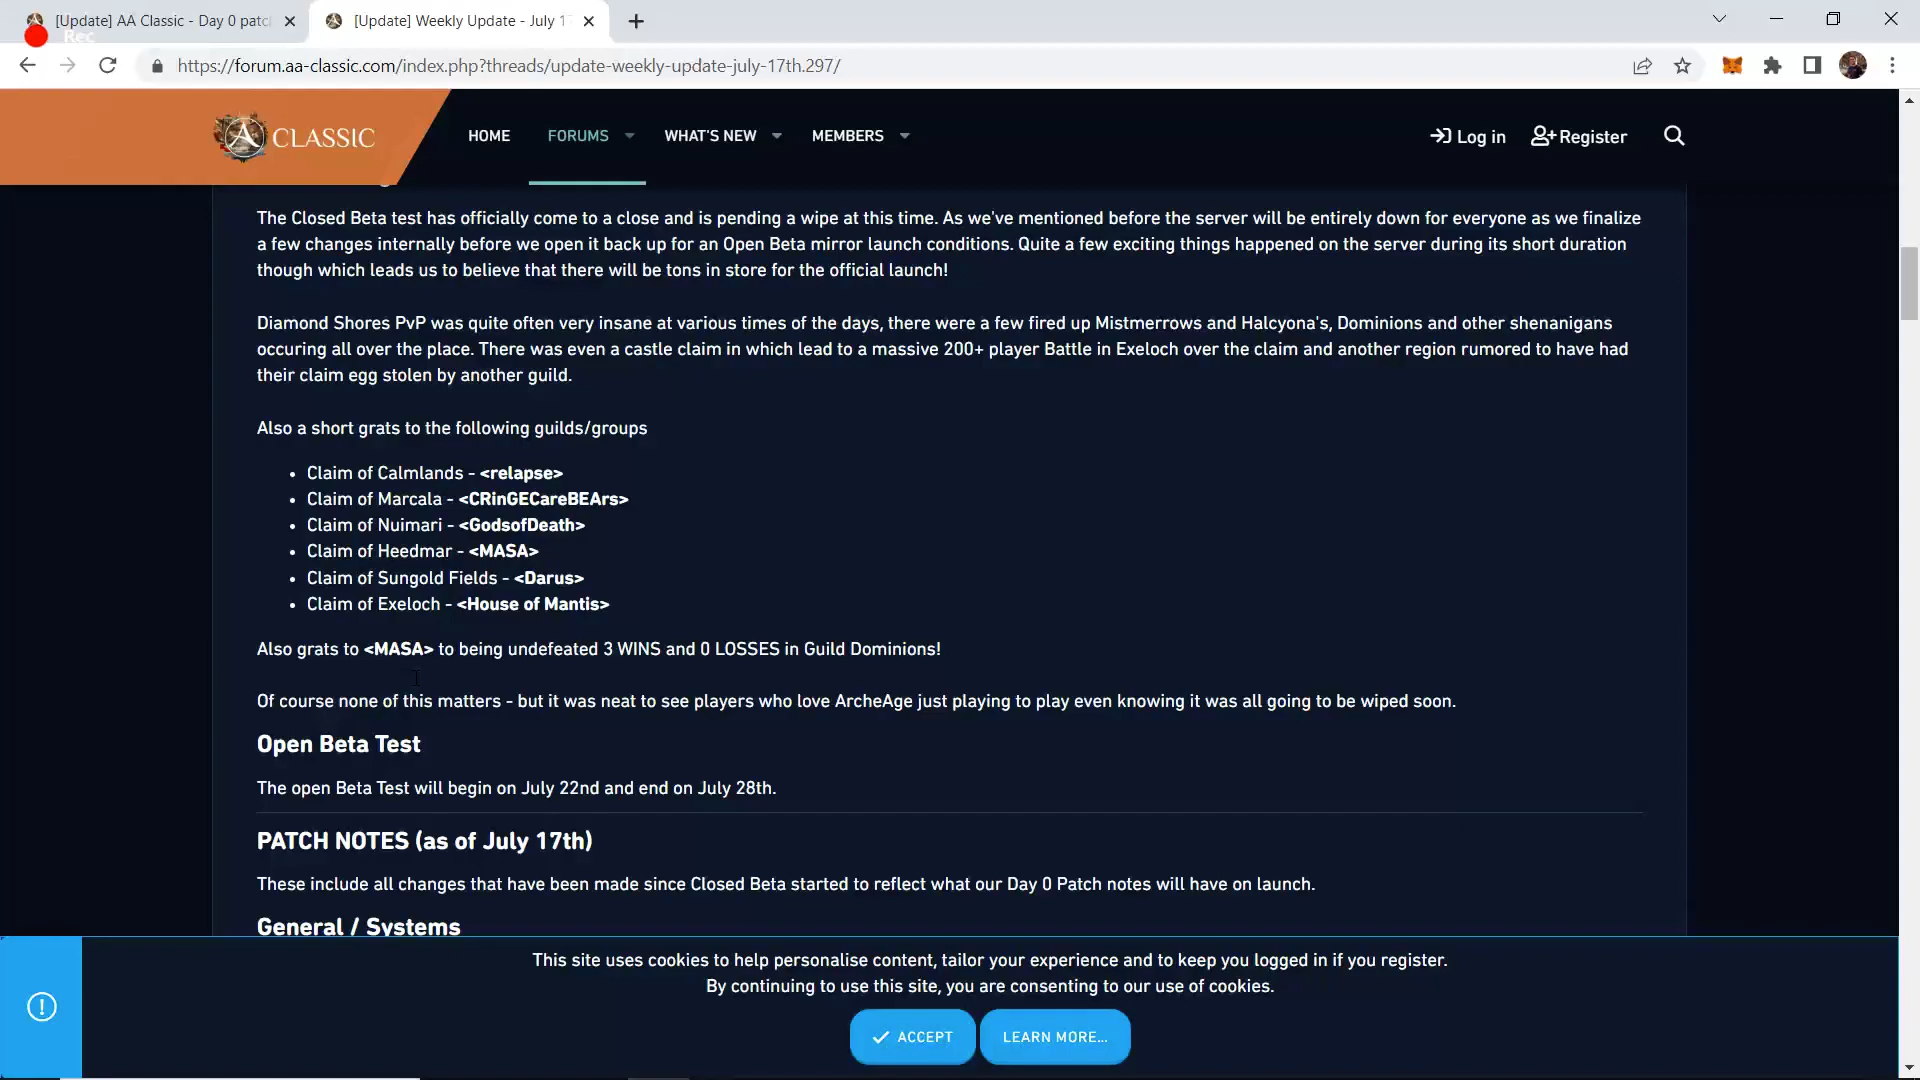 [Update] AA Classic - Day 0 patc
[Update] Weekly Update - July 1
Rec
https://forum.aa-classic.com/index.php?threads/update-weekly-update-july-17th.297/
A CLASSIC
HOME
FORUMS
WHAT'S NEW
MEMBERS
Log in
Register
The Closed Beta test has officially come to a close and is pending a wipe at this time. As we've mentioned before the server will be entirely down for everyone as we finalize
a few changes internally before we open it back up for an Open Beta mirror launch conditions. Quite a few exciting things happened on the server during its short duration
though which leads us to believe that there will be tons in store for the official launch!
Diamond Shores PvP was quite often very insane at various times of the days, there were a few fired up Mistmerrows and Halcyona's, Dominions and other shenanigans
occuring all over the place. There was even a castle claim in which lead to a massive 200+ player Battle in Exeloch over the claim and another region rumored to have had
their claim egg stolen by another guild.
Also a short grats to the following guilds/groups
• Claim of Calmlands - <relapse>
• Claim of Marcala - <CRinGECareBEArs>
• Claim of Nuimari - <GodsofDeath>
• Claim of Heedmar - <MASA>
• Claim of Sungold Fields - <Darus>
• Claim of Exeloch - <House of Mantis>
Also grats to <MASA> to being undefeated 3 WINS and 0 LOSSES in Guild Dominions!
Of course none of this matters - but it was neat to see players who love ArcheAge just playing to play even knowing it was all going to be wiped soon.
Open Beta Test
The open Beta Test will begin on July 22nd and end on July 28th.
PATCH NOTES (as of July 17th)
These include all changes that have been made since Closed Beta started to reflect what our Day 0 Patch notes will have on launch.
General / Systems
This site uses cookies to help personalise content, tailor your experience and to keep you logged in if you register.
By continuing to use this site, you are consenting to our use of cookies.
ACCEPT
LEARN MORE...